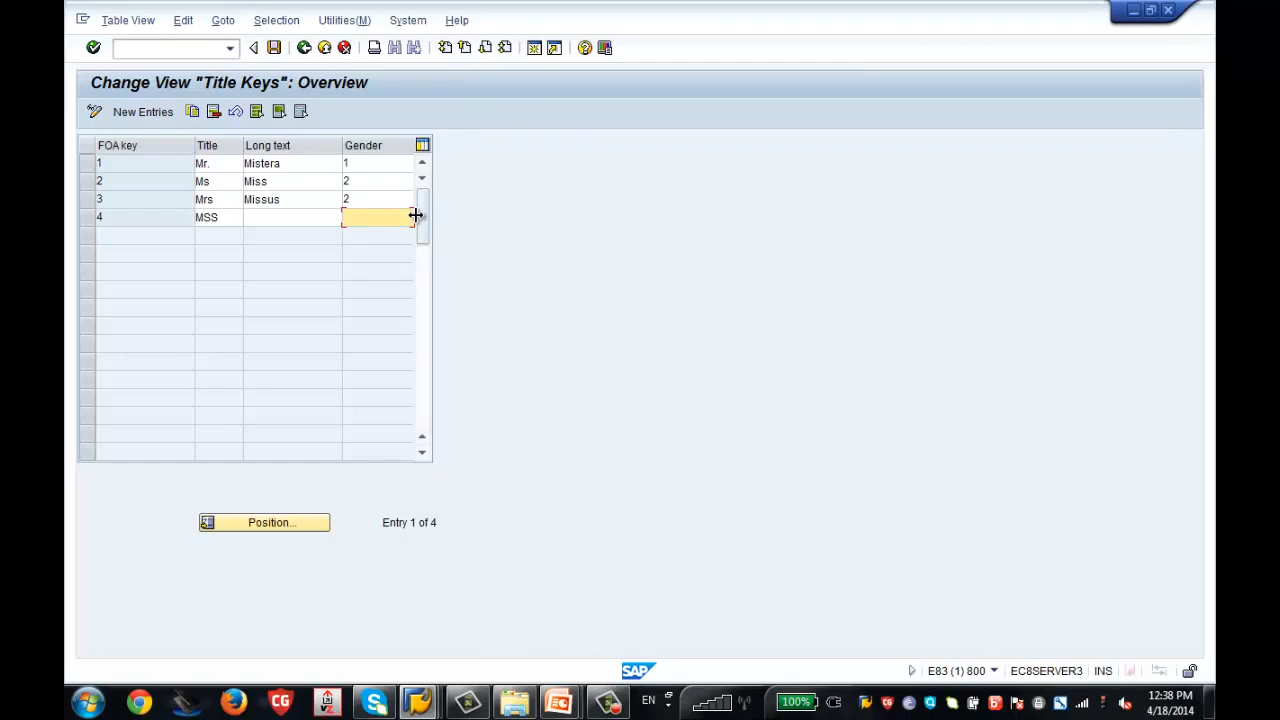 Table View Edit Goto Selection Utilities(M) System Help
Change View "Title Keys": Overview
New Entries
FOA key Title Long text Gender
1 Mr. Mistera 1
2 Ms Miss 2
3 Mrs Missus 2
4 MSS
Position... Entry 1 of 4
SAP E83 (1) 800 EC8SERVER3 INS
EN 100% 12:38 PM
4/18/2014